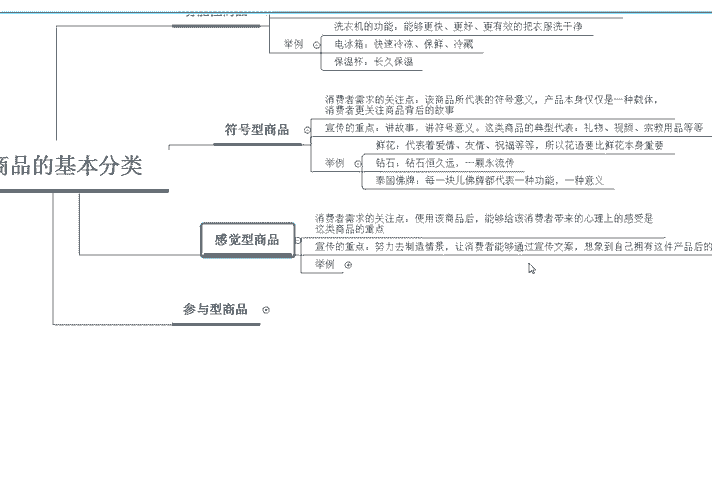 洗衣机的功能：能够更快、更好、更有效的把衣服洗干净
举例
电冰箱：快速冷冻、保鲜、冷藏
保温杯：长久保温
消费者需求的关注点：该商品所代表的符号意义，产品本身仅仅是一种载体，
消费者更关注商品背后的故事
符号型商品
宣传的重点：讲故事，讲符号意义。这类商品的典型代表：礼物、视频、宗教用品等等
鲜花：代表着爱情、友情、祝福等等，所以花语要比鲜花本身重要
举例
钻石：钻石恒久远，一颗永流传
泰国佛牌：每一块儿佛牌都代表一种功能，一种意义
商品的基本分类
消费者需求的关注点：使用该商品后，能够给该消费者带来的心理上的感受是
这类商品的重点
感觉型商品
宣传的重点：努力去制造情景，让消费者能够通过宣传文案，想象到自己拥有这件产品后的
举例
参与型商品